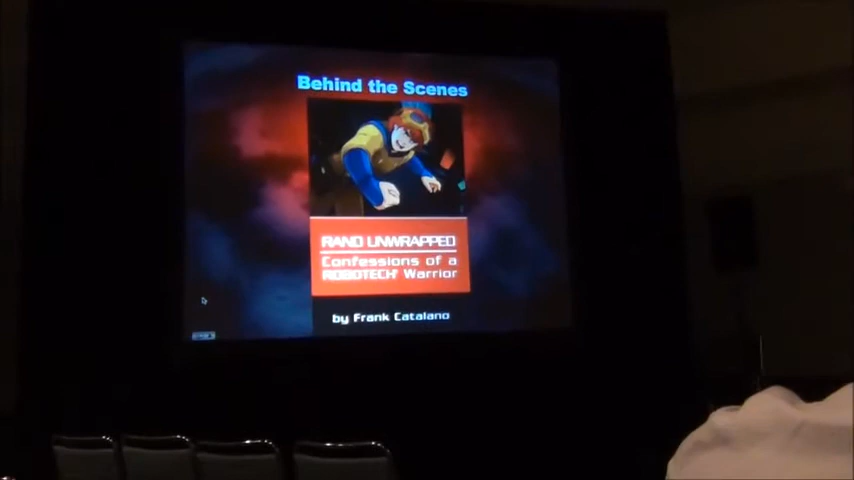 Behind the Scenes
RAND UNWRAPPED
Confessions of a
ROBOTECH® Warrior
by Frank Catalano